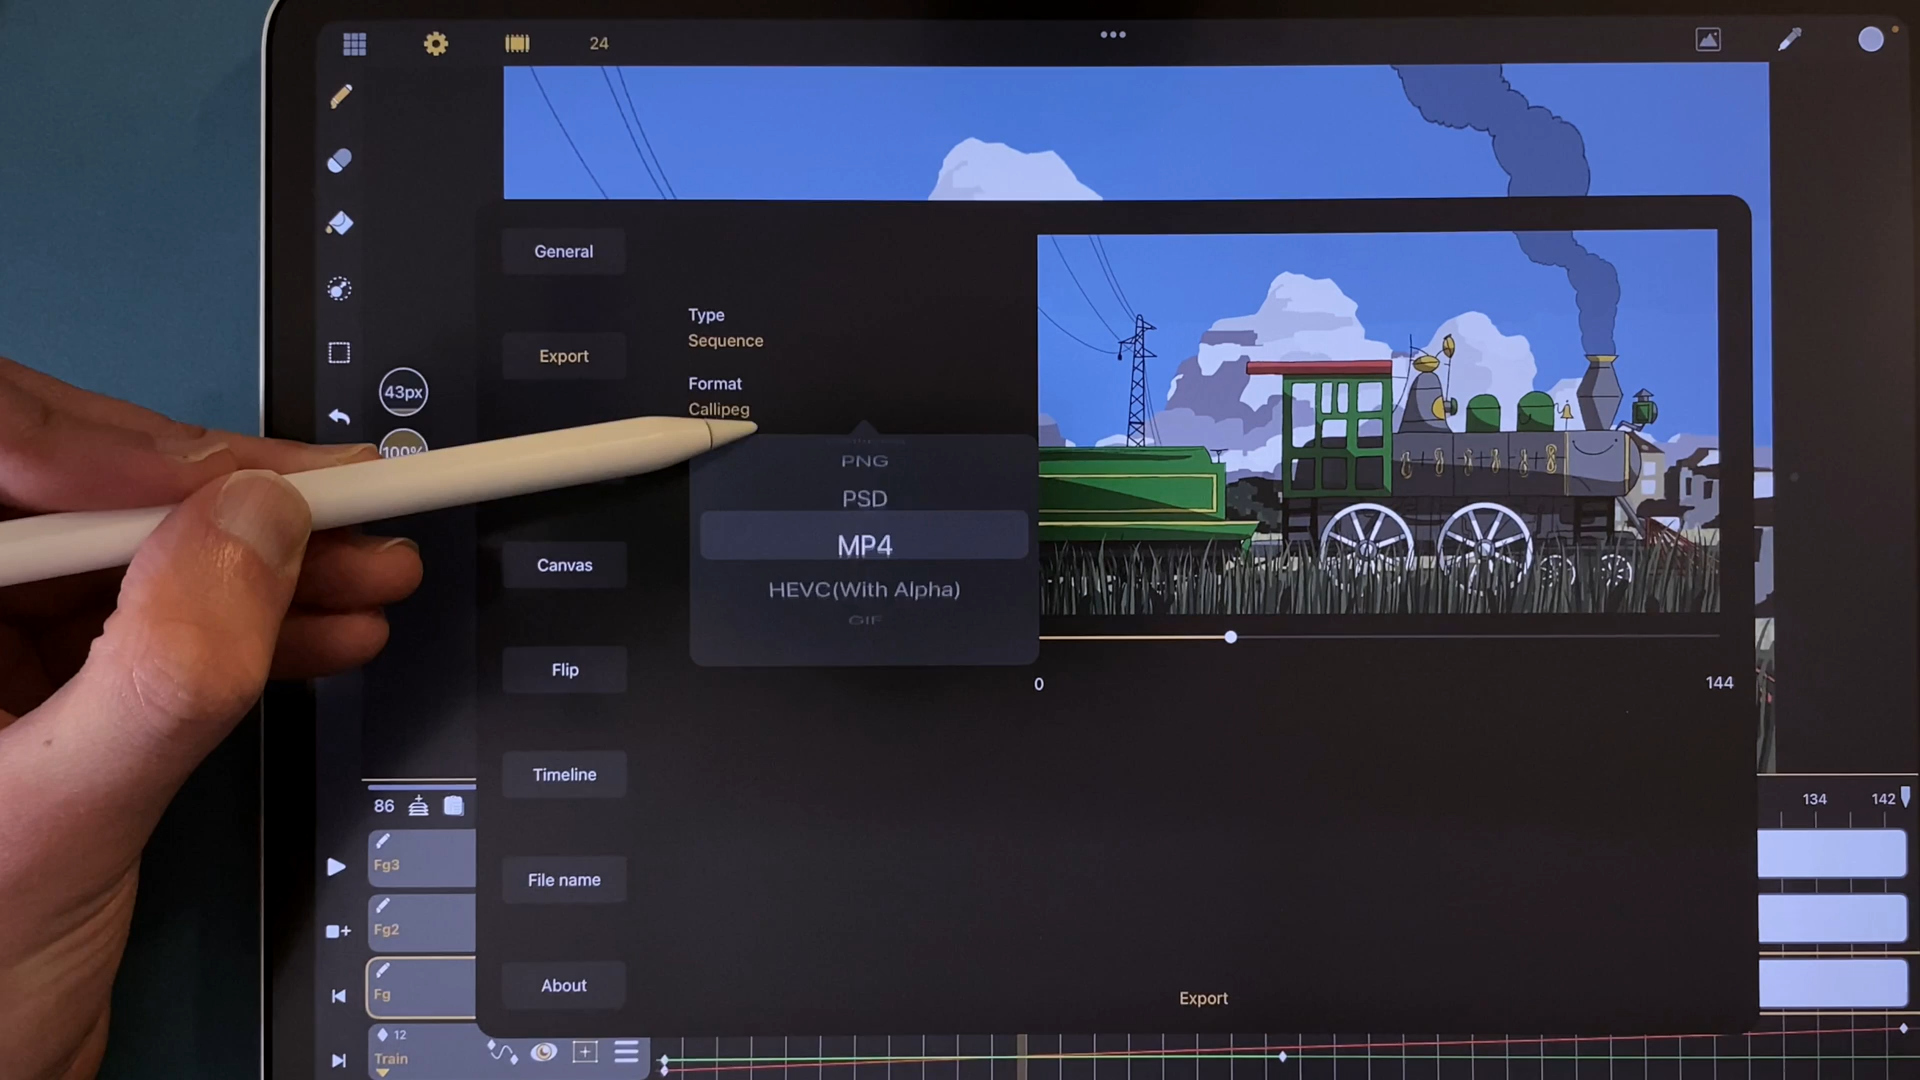 24
43px
100%
General
Export
Canvas
Flip
Timeline
File name
About
Type
Sequence
Format
Callipeg
PNG
PSD
MP4
HEVC(With Alpha)
GIF
0
144
Export
86
134
142
Fg3
Fg2
Fg
12
Train